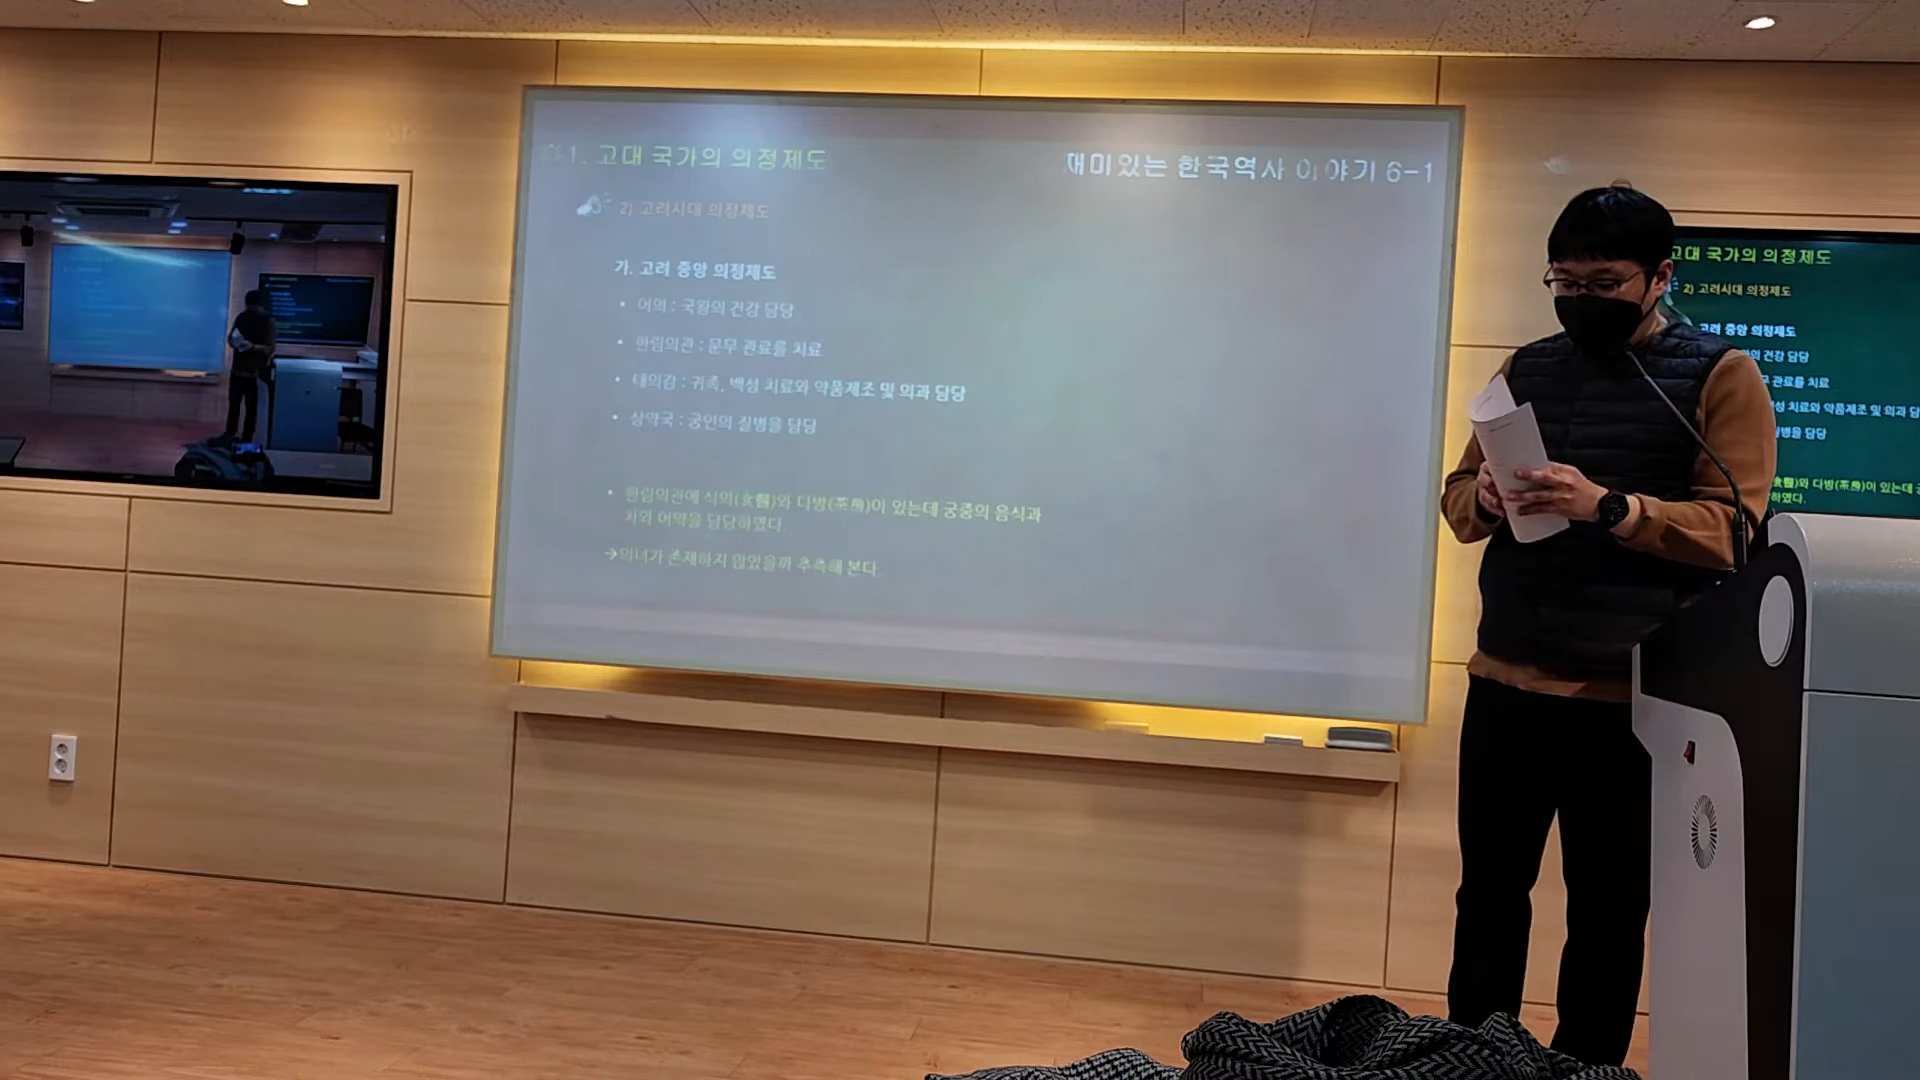 1. 고대 국가의 의정제도
재미있는 한국역사 이야기 6-1
2) 고려시대 의정제도
가. 고려 중앙 의정제도
• 어의 : 국왕의 건강 담당
• 한림의관 : 문무 관료를 치료
• 태의감 : 귀족, 백성 치료와 약품제조 및 의과 담당
• 상약국 : 궁인의 질병을 담당
• 한림의관에 식의(食醫)와 다방(茶房)이 있는데 궁중의 음식과
차와 어약을 담당하였다.
→의녀가 존재하지 않았을까 추측해 본다.
고대 국가의 의정제도
2) 고려시대 의정제도
고려 중앙 의정제도
의 건강 담당
관료를 치료
백성 치료와 약품제조 및 의과 담
질병을 담당
(食醫)와 다방(茶房)이 있는데
하였다.